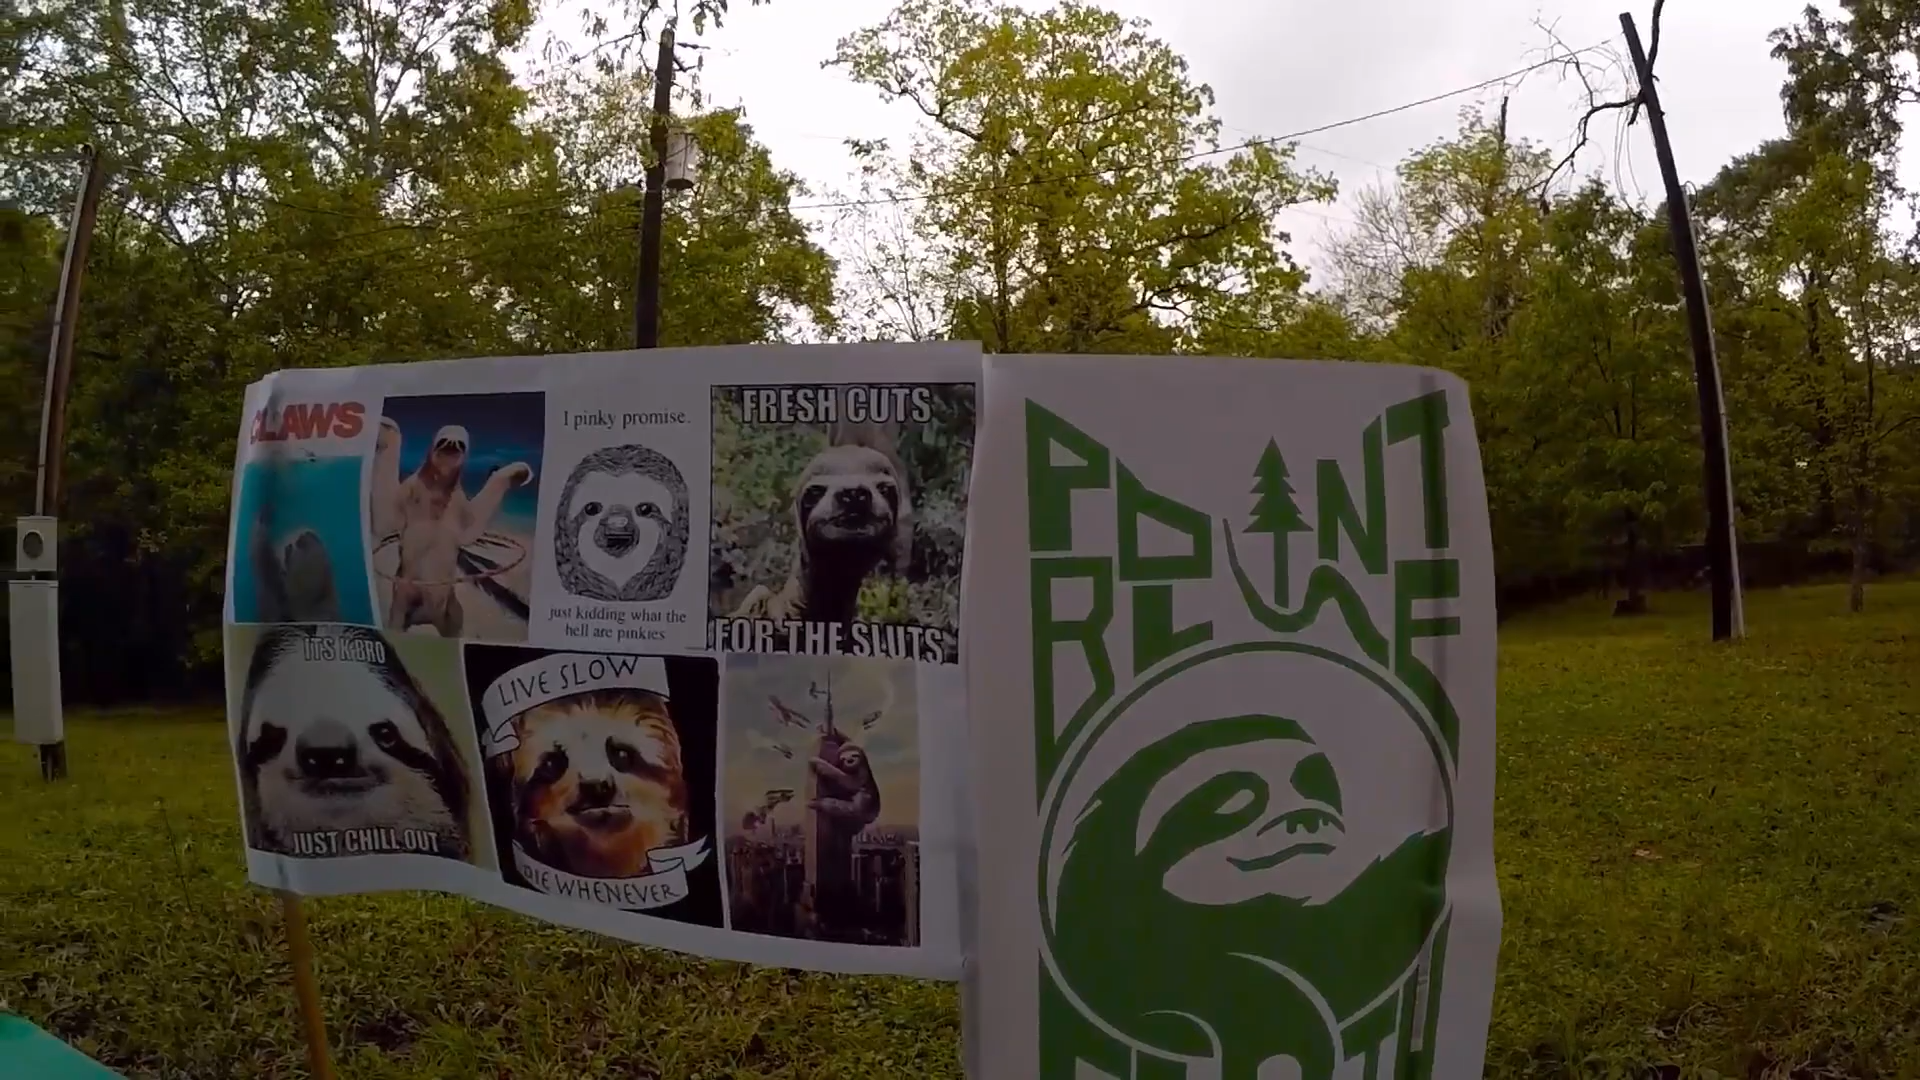 CLAWS
I pinky promise.
just kidding what the
hell are pinkies
FRESH CUTS
FOR THE SLUTS
ITS K BRO
JUST CHILL OUT
LIVE SLOW
DIE WHENEVER
POINT
BLUE